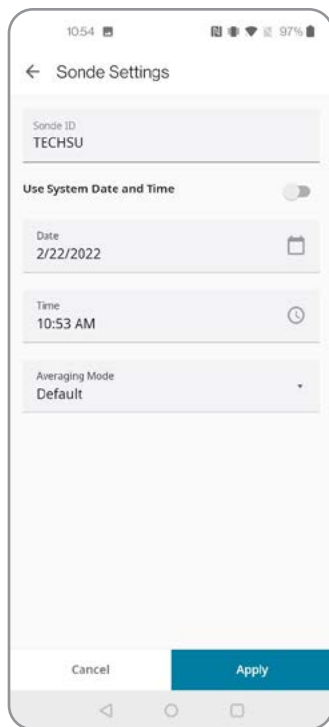 10:54 97%
Sonde Settings
Sonde ID
TECHSU
Use System Date and Time
Date
2/22/2022
Time
10:53 AM
Averaging Mode
Default
Cancel Apply